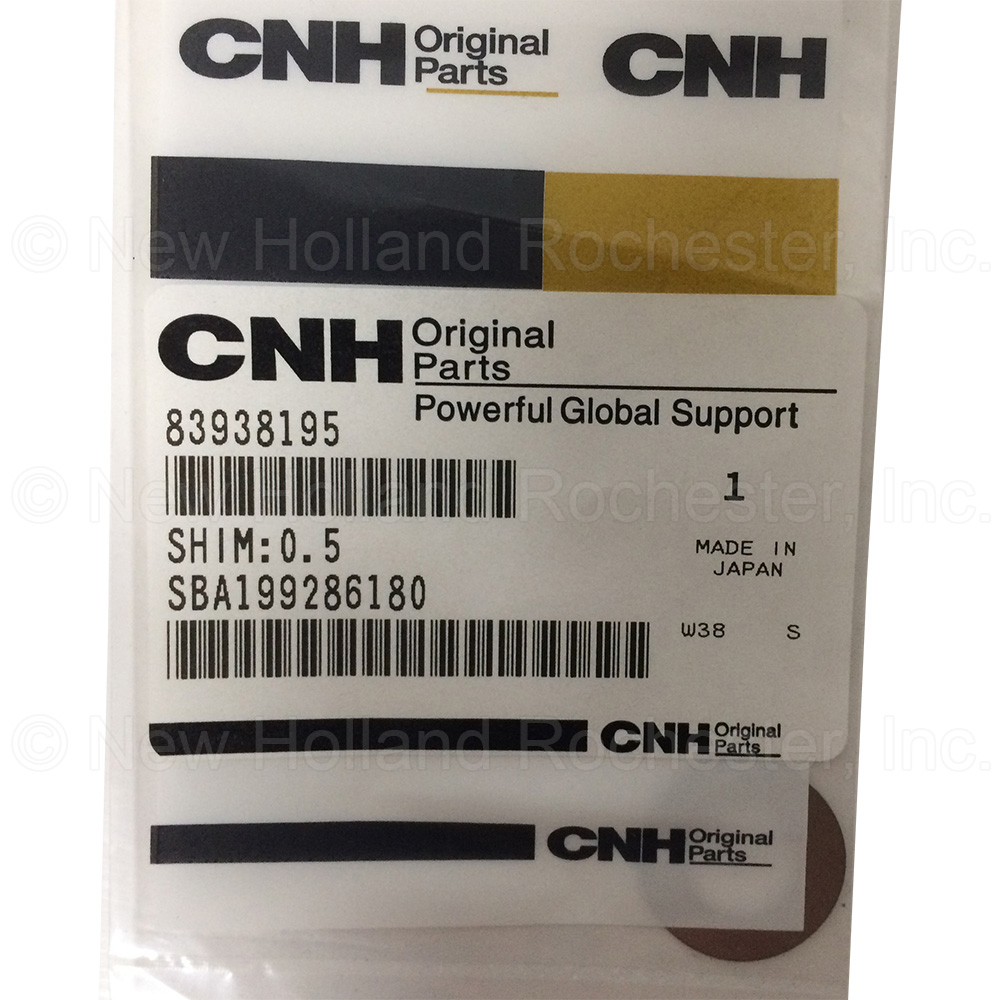 CNH Original
Parts
CNH
© New Holland Rochester, Inc.
CNH Original
Parts
Powerful Global Support
83938195
1
© New Holland Rochester, Inc.
SHIM:0.5
MADE IN
JAPAN
SBA199286180
W38 S
© New Holland Rochester, Inc.
CNH Original
Parts
CNH Original
Parts